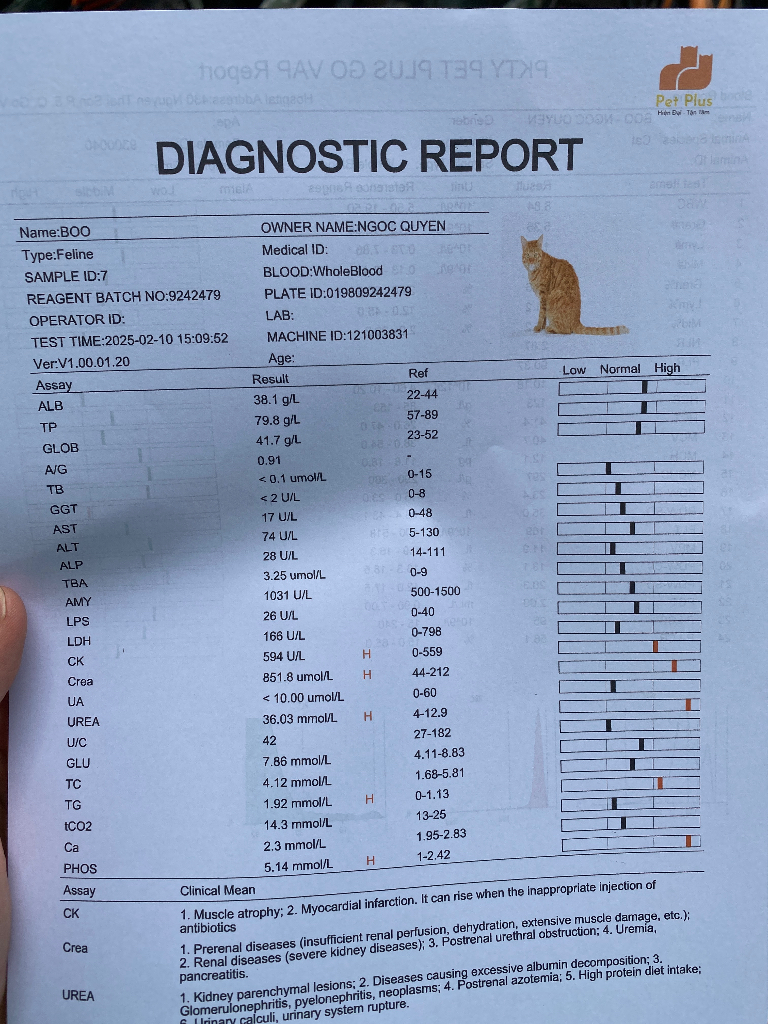 Pet Plus
Hiện Đại - Tận Tâm
DIAGNOSTIC REPORT
Name:BOO OWNER NAME:NGOC QUYEN
Type:Feline Medical ID:
SAMPLE ID:7 BLOOD:WholeBlood
REAGENT BATCH NO:9242479 PLATE ID:019809242479
OPERATOR ID: LAB:
TEST TIME:2025-02-10 15:09:52 MACHINE ID:121003831
Ver:V1.00.01.20 Age:
Assay Result Ref Low Normal High
ALB 38.1 g/L 22-44
TP 79.8 g/L 57-89
GLOB 41.7 g/L 23-52
A/G 0.91 -
TB < 0.1 umol/L 0-15
GGT < 2 U/L 0-8
AST 17 U/L 0-48
ALT 74 U/L 5-130
ALP 28 U/L 14-111
TBA 3.25 umol/L 0-9
AMY 1031 U/L 500-1500
LPS 26 U/L 0-40
LDH 166 U/L 0-798
CK 594 U/L H 0-559
Crea 851.8 umol/L H 44-212
UA < 10.00 umol/L 0-60
UREA 36.03 mmol/L H 4-12.9
U/C 42 27-182
GLU 7.86 mmol/L 4.11-8.83
TC 4.12 mmol/L 1.68-5.81
TG 1.92 mmol/L H 0-1.13
tCO2 14.3 mmol/L 13-25
Ca 2.3 mmol/L 1.95-2.83
PHOS 5.14 mmol/L H 1-2.42
Assay Clinical Mean
CK 1. Muscle atrophy; 2. Myocardial infarction. It can rise when the inappropriate injection of
antibiotics
Crea 1. Prerenal diseases (insufficient renal perfusion, dehydration, extensive muscle damage, etc.);
2. Renal diseases (severe kidney diseases); 3. Postrenal urethral obstruction; 4. Uremia,
pancreatitis.
UREA 1. Kidney parenchymal lesions; 2. Diseases causing excessive albumin decomposition; 3.
Glomerulonephritis, pyelonephritis, neoplasms; 4. Postrenal azotemia; 5. High protein diet intake;
6. Urinary calculi, urinary system rupture.